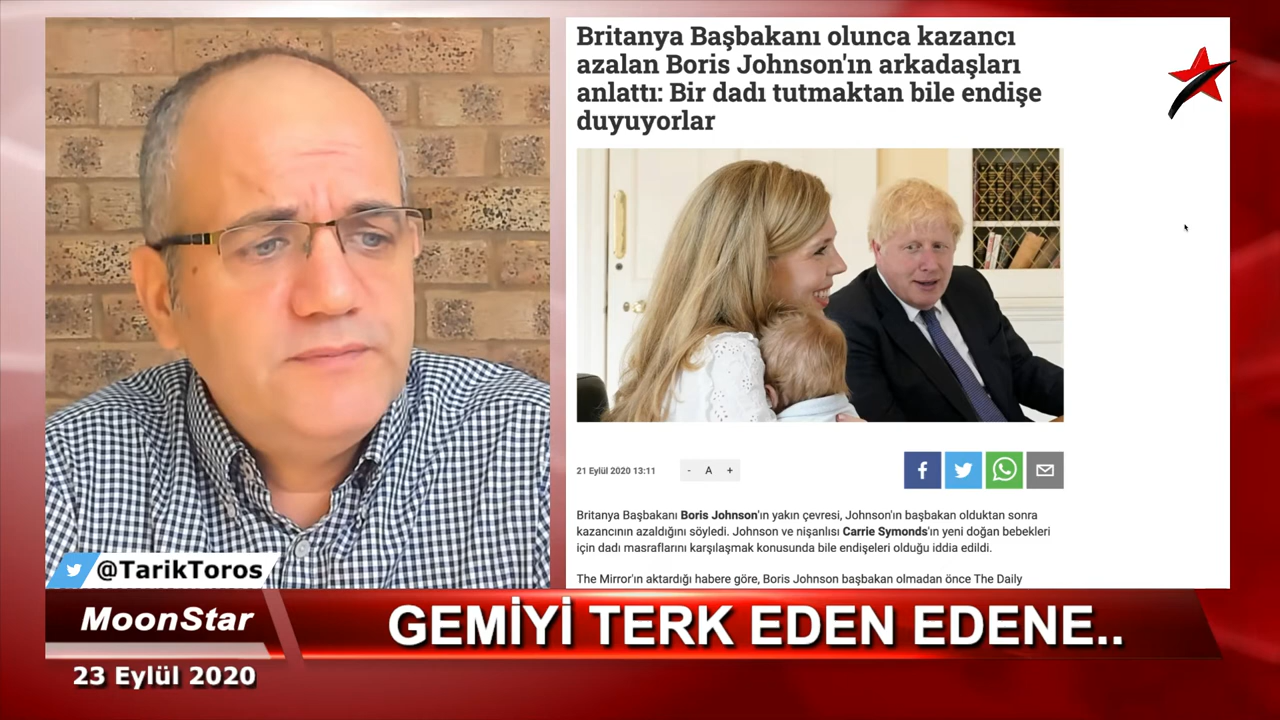 Britanya Başbakanı olunca kazancı
azalan Boris Johnson'ın arkadaşları
anlattı: Bir dadı tutmaktan bile endişe
duyuyorlar
21 Eylül 2020 13:11
- A +
Britanya Başbakanı Boris Johnson'ın yakın çevresi, Johnson'ın başbakan olduktan sonra
kazancının azaldığını söyledi. Johnson ve nişanlısı Carrie Symonds'ın yeni doğan bebekleri
için dadı masraflarını karşılaşmak konusunda bile endişeleri olduğu iddia edildi.
The Mirror'ın aktardığı habere göre, Boris Johnson başbakan olmadan önce The Daily
@TarikToros
MoonStar
GEMİYİ TERK EDEN EDENE..
23 Eylül 2020